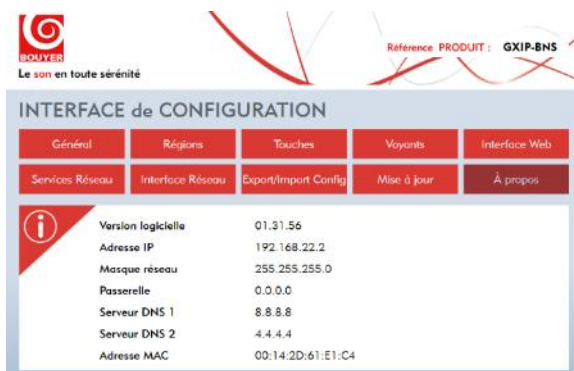 BOUYER
Le son en toute sérénité
Référence PRODUIT : GXIP-BNS
INTERFACE de CONFIGURATION
Général Régions Touches Voyants Interface Web
Services Réseau Interface Réseau Export/Import Config Mise à jour À propos
Version logicielle 01.31.56
Adresse IP 192.168.22.2
Masque réseau 255.255.255.0
Passerelle 0.0.0.0
Serveur DNS 1 8.8.8.8
Serveur DNS 2 4.4.4.4
Adresse MAC 00:14:2D:61:E1:C4